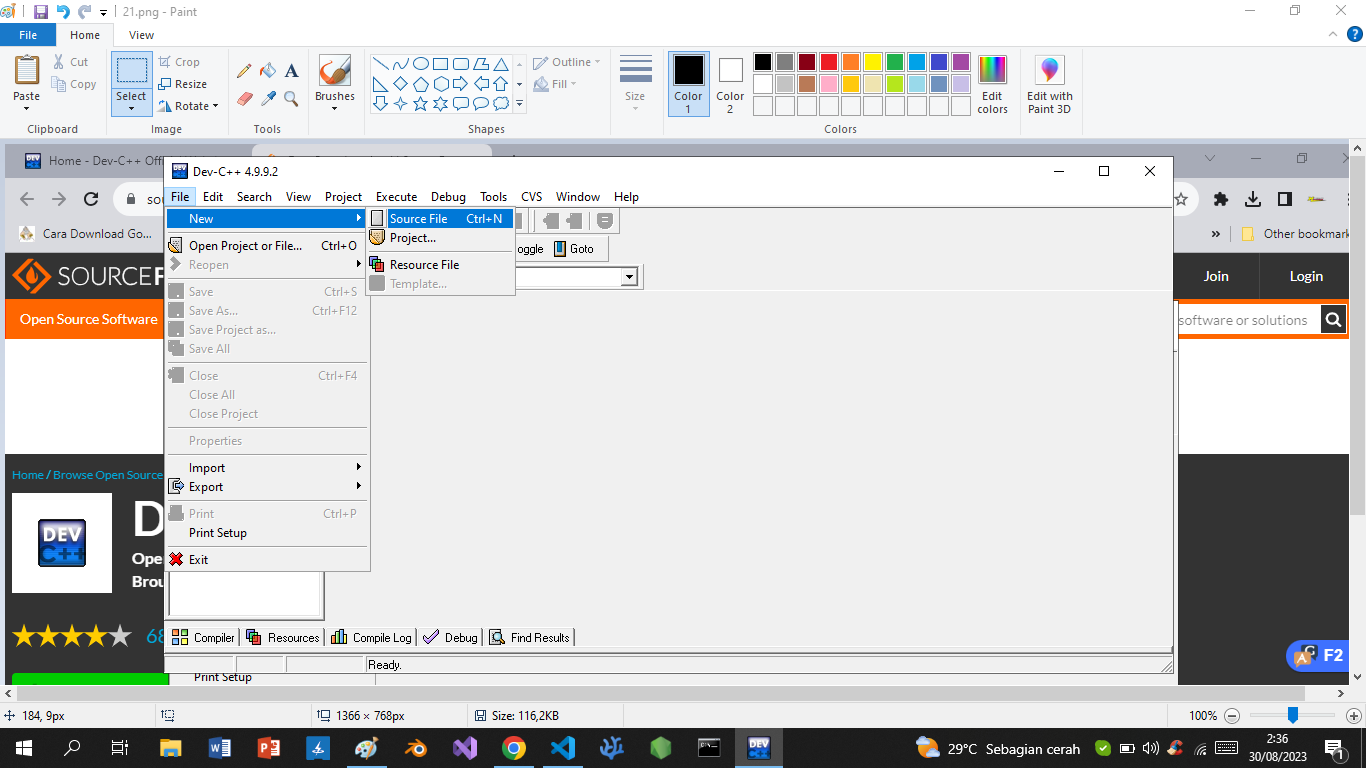 21.png - Paint
File Home View
Paste
Cut
Copy
Clipboard
Select
Crop
Resize
Rotate
Image
Tools
Brushes
Shapes
Outline
Fill
Size
Color 1
Color 2
Edit colors
Colors
Edit with Paint 3D
Home - Dev-C++ Off
Dev-C++ 4.9.9.2
File Edit Search View Project Execute Debug Tools CVS Window Help
New
Source File Ctrl+N
Project...
Resource File
Template...
Open Project or File... Ctrl+O
Reopen
Save Ctrl+S
Save As... Ctrl+F12
Save Project as...
Save All
Close Ctrl+F4
Close All
Close Project
Properties
Import
Export
Print Ctrl+P
Print Setup
Exit
oggle Goto
sou
Cara Download Go...
» Other bookmark
SOURCEF
Join Login
Open Source Software
software or solutions
Home / Browse Open Source
DEV C++
D
Ope
Brou
68
Compiler Resources Compile Log Debug Find Results
Ready.
Print Setup
F2
184, 9px
1366 × 768px
Size: 116,2KB
100%
29°C Sebagian cerah
2:36
30/08/2023
1